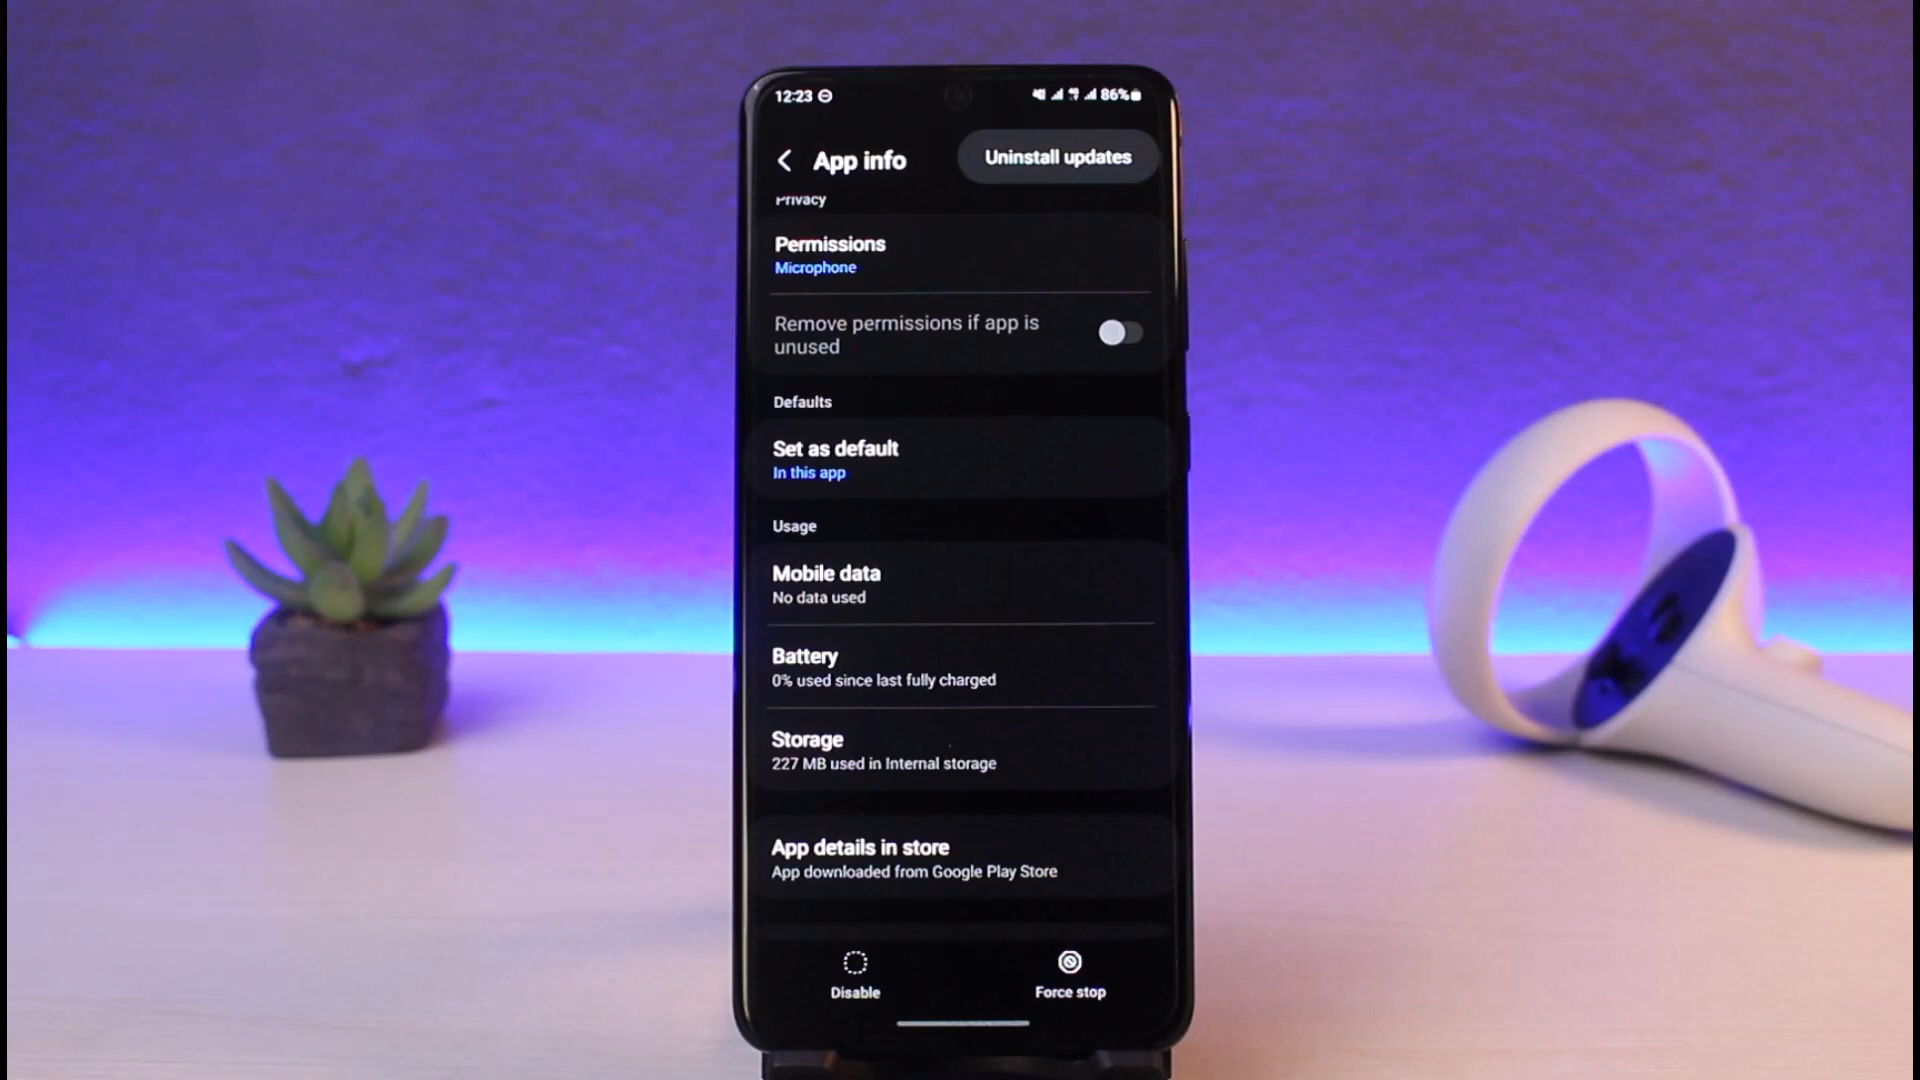 12:23
86%
App info
Uninstall updates
Privacy
Permissions
Microphone
Remove permissions if app is
unused
Defaults
Set as default
In this app
Usage
Mobile data
No data used
Battery
0% used since last fully charged
Storage
227 MB used in Internal storage
App details in store
App downloaded from Google Play Store
Disable
Force stop